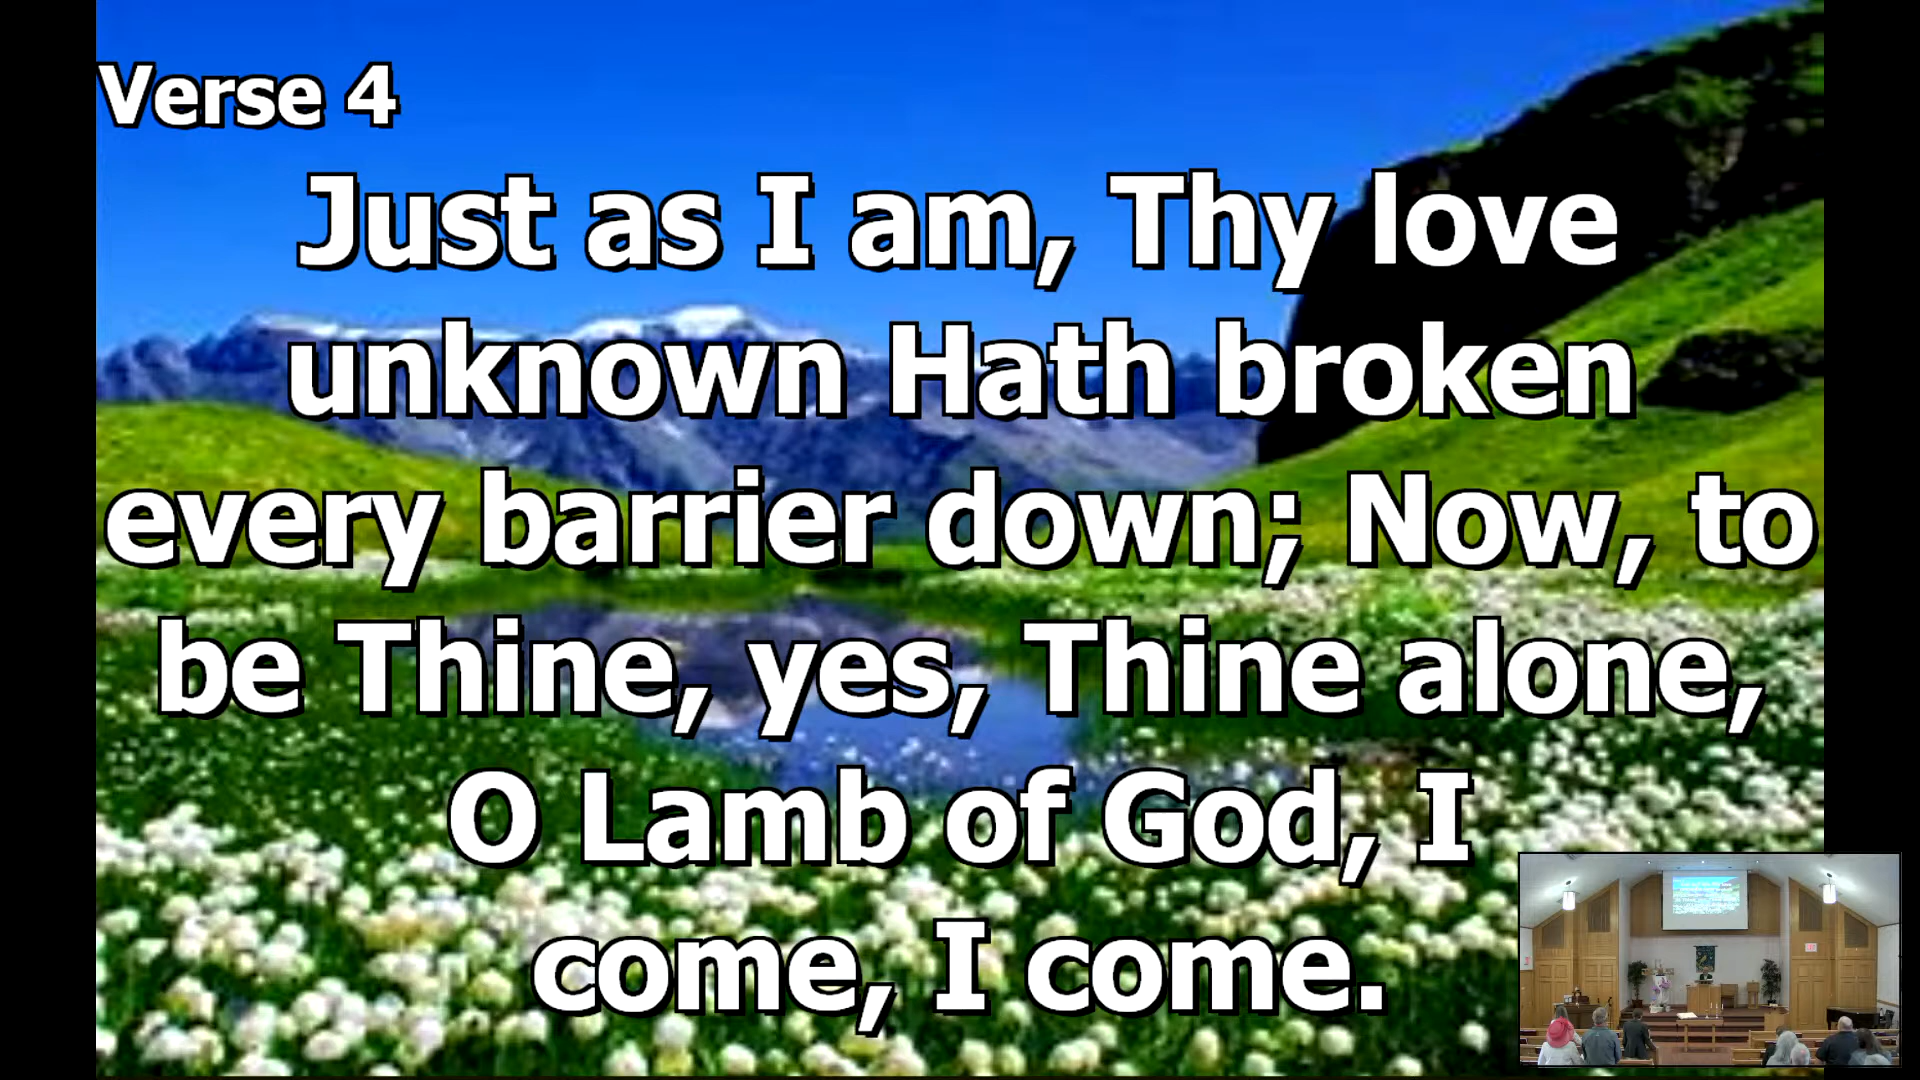 Verse 4
Just as I am, Thy love
unknown Hath broken
every barrier down; Now, to
be Thine, yes, Thine alone,
O Lamb of God, I
come, I come.